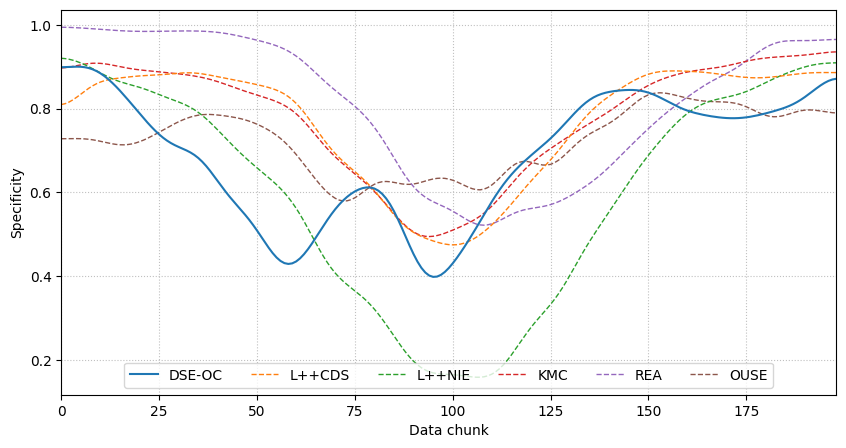 1.0
0.8
0.6
0.4
0.2
Specificity
DSE-OC L++CDS L++NIE KMC REA OUSE
0 25 50 75 100 125 150 175
Data chunk